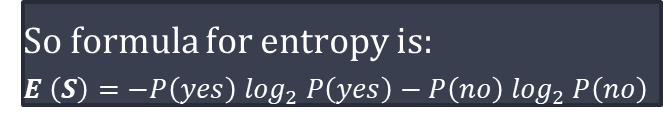 So formula for entropy is:
E (S) = −P(yes) log₂ P(yes) − P(no) log₂ P(no)